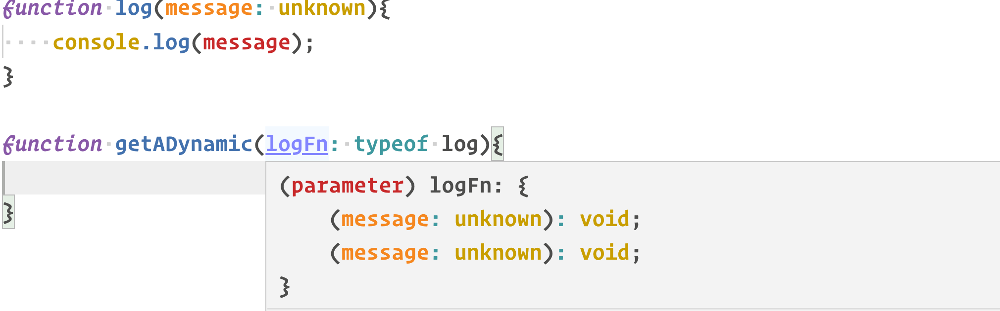 function log(message: unknown){
    console.log(message);
}
function getADynamic(logFn: typeof log){
(parameter) logFn: {
    (message: unknown): void;
    (message: unknown): void;
}
}